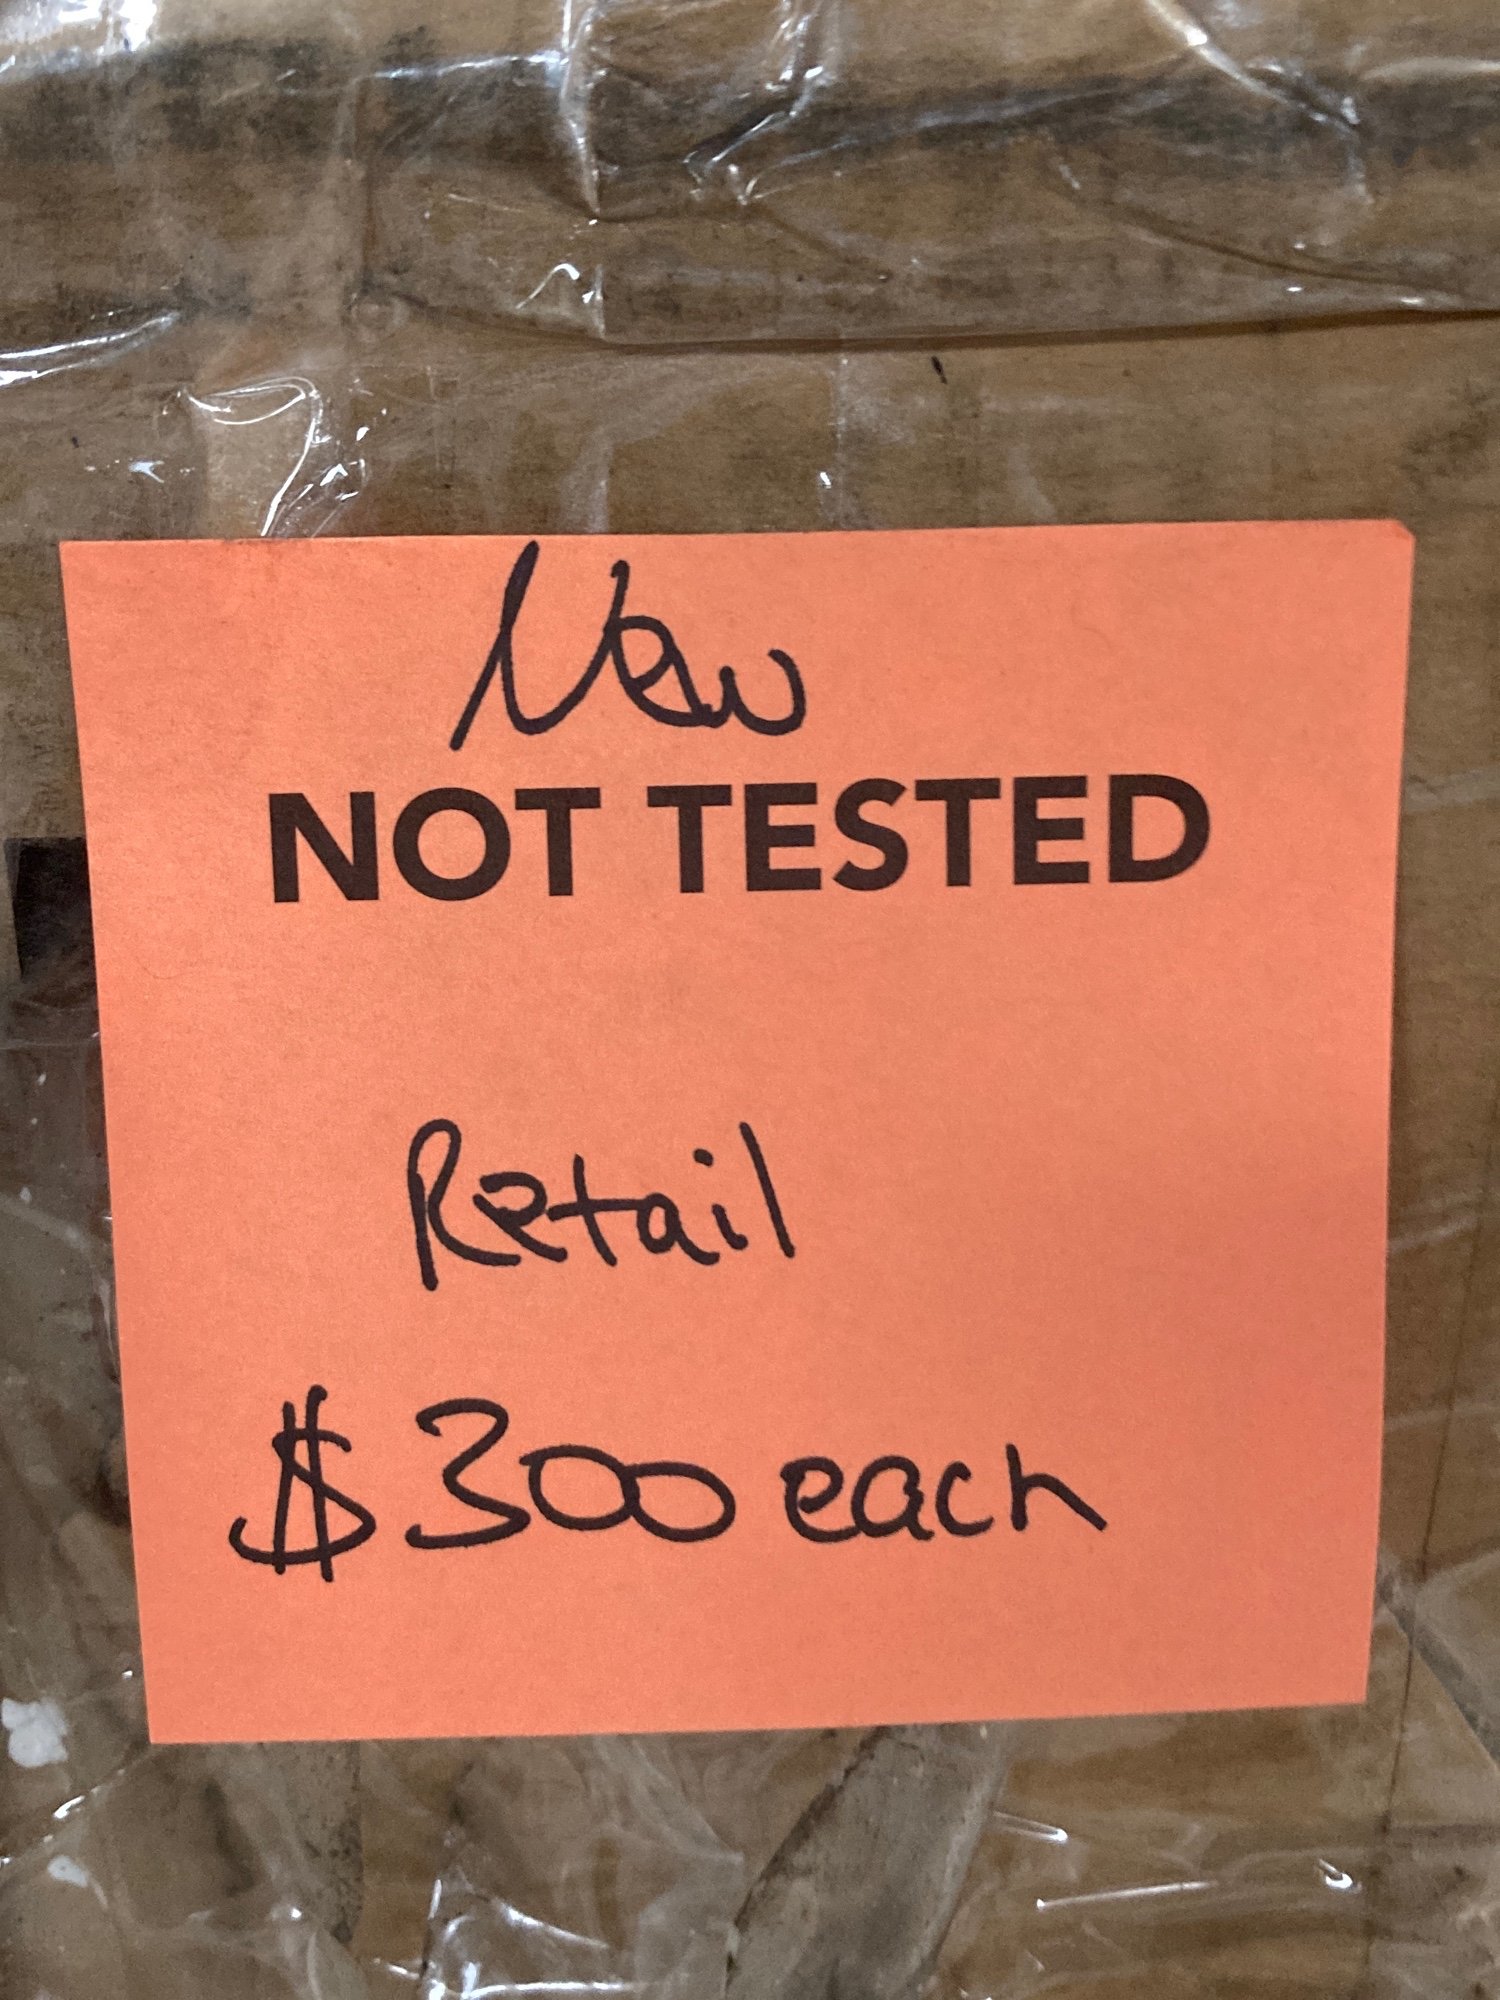 New
NOT TESTED
Retail
$300 each